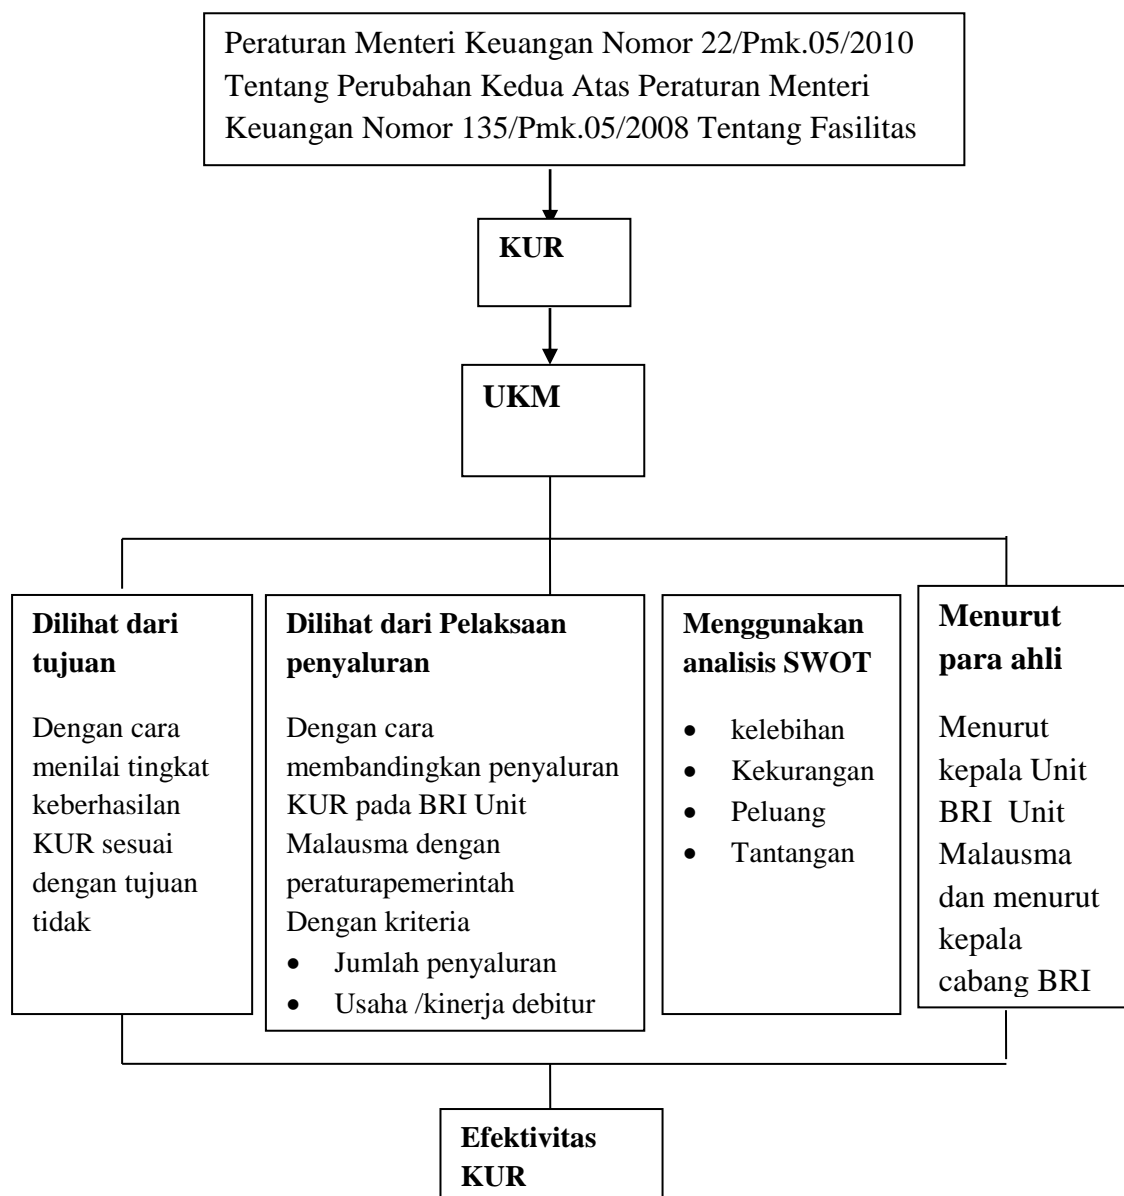 Peraturan Menteri Keuangan Nomor 22/Pmk.05/2010
Tentang Perubahan Kedua Atas Peraturan Menteri
Keuangan Nomor 135/Pmk.05/2008 Tentang Fasilitas
KUR
UKM
Dilihat dari
tujuan
Dengan cara
menilai tingkat
keberhasilan
KUR sesuai
dengan tujuan
tidak
Dilihat dari Pelaksaan
penyaluran
Dengan cara
membandingkan penyaluran
KUR pada BRI Unit
Malausma dengan
peraturapemerintah
Dengan kriteria
• Jumlah penyaluran
• Usaha /kinerja debitur
Menggunakan
analisis SWOT
• kelebihan
• Kekurangan
• Peluang
• Tantangan
Menurut
para ahli
Menurut
kepala Unit
BRI Unit
Malausma
dan menurut
kepala
cabang BRI
Efektivitas
KUR